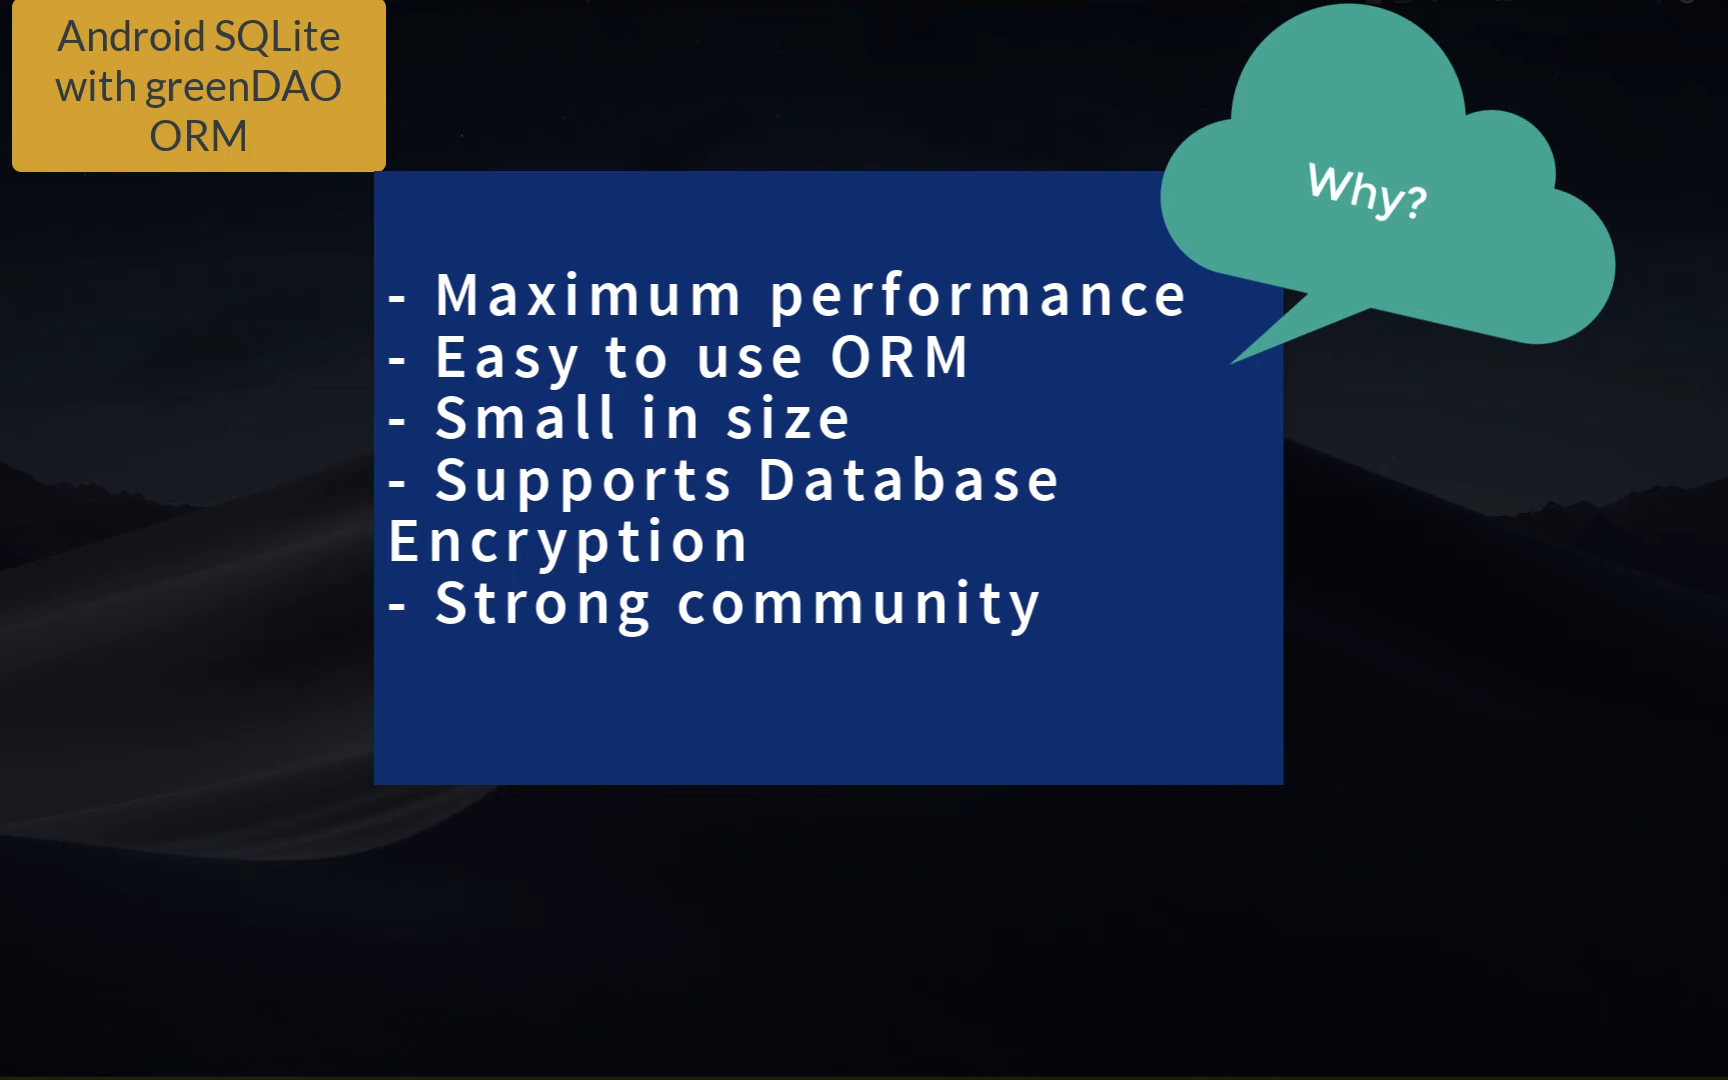 Android SQLite
with greenDAO
ORM
Why?
- Maximum performance
- Easy to use ORM
- Small in size
- Supports Database
Encryption
- Strong community